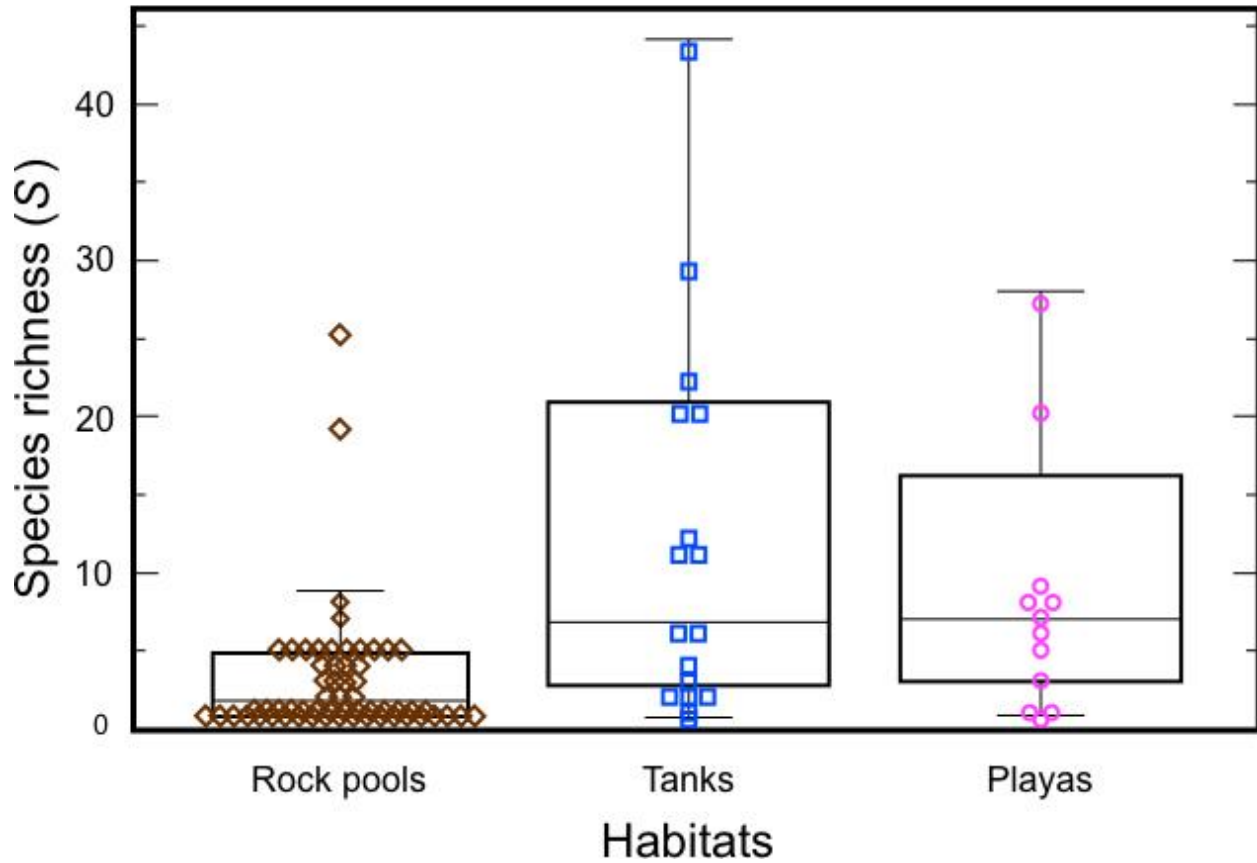 Species richness (S)
40
30
20
10
0
Rock pools
Tanks
Playas
Habitats